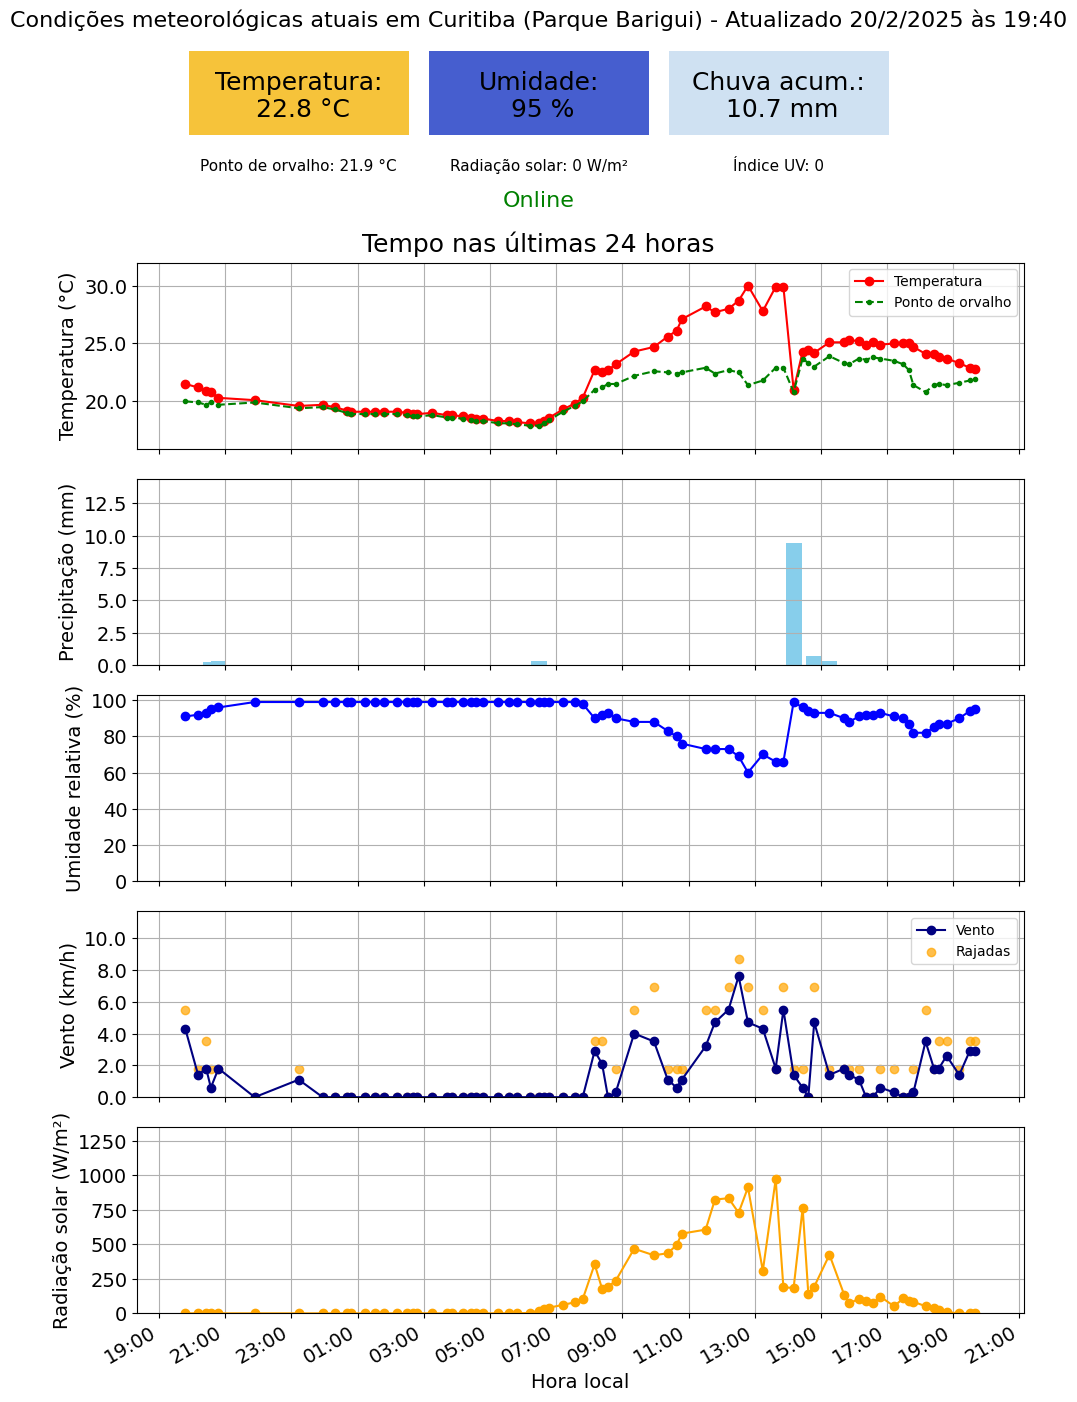 Condições meteorológicas atuais em Curitiba (Parque Barigui) - Atualizado 20/2/2025 às 19:40
Temperatura:
22.8 °C
Umidade:
95 %
Chuva acum.:
10.7 mm
Ponto de orvalho: 21.9 °C
Radiação solar: 0 W/m²
Índice UV: 0
Online
Tempo nas últimas 24 horas
Temperatura (°C)
30.0
25.0
20.0
Temperatura
Ponto de orvalho
Precipitação (mm)
12.5
10.0
7.5
5.0
2.5
0.0
Umidade relativa (%)
100
80
60
40
20
0
Vento (km/h)
10.0
8.0
6.0
4.0
2.0
0.0
Vento
Rajadas
Radiação solar (W/m²)
1250
1000
750
500
250
0
19:00
21:00
23:00
01:00
03:00
05:00
07:00
09:00
11:00
13:00
15:00
17:00
19:00
21:00
Hora local